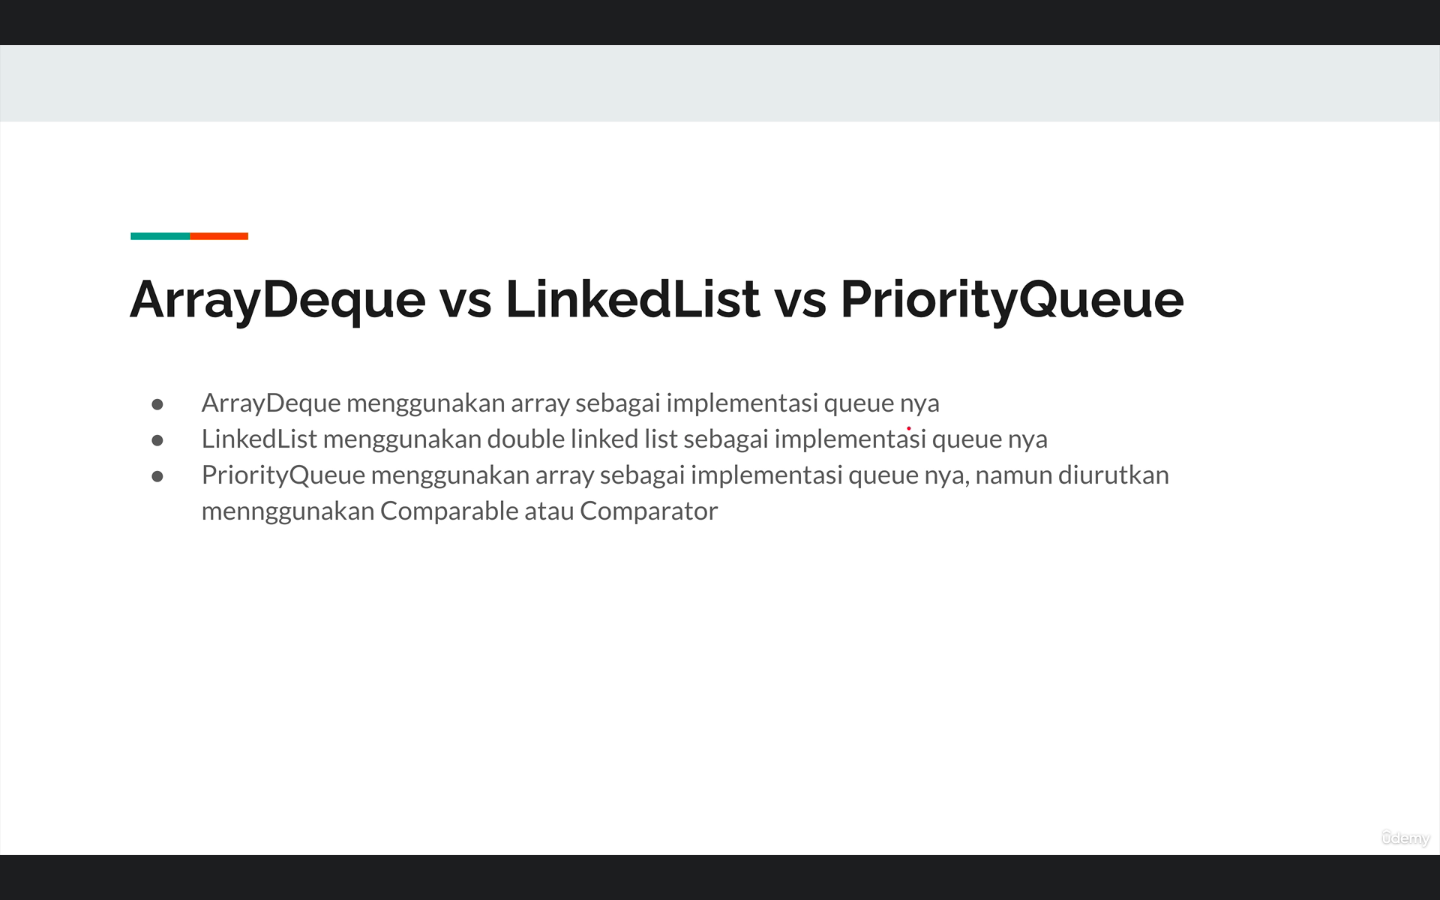 ArrayDeque vs LinkedList vs PriorityQueue
● ArrayDeque menggunakan array sebagai implementasi queue nya
● LinkedList menggunakan double linked list sebagai implementasi queue nya
● PriorityQueue menggunakan array sebagai implementasi queue nya, namun diurutkan
mennggunakan Comparable atau Comparator
ûdemy